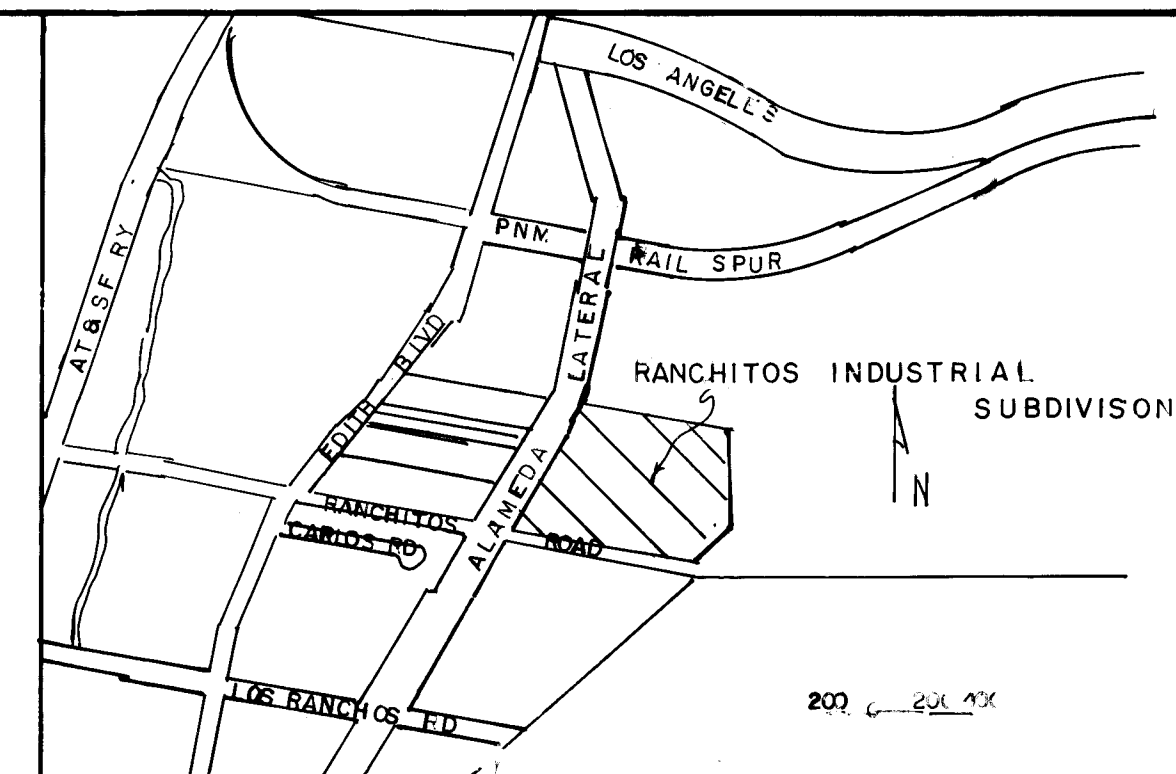 LOS ANGELES
PNM
RAIL SPUR
AT&SF RY
LATERAL
EDITH BLVD
RANCHITOS INDUSTRIAL
SUBDIVISON
ALAMEDA
N
RANCHITOS ROAD
CARLOS RD
LOS RANCHOS RD
200